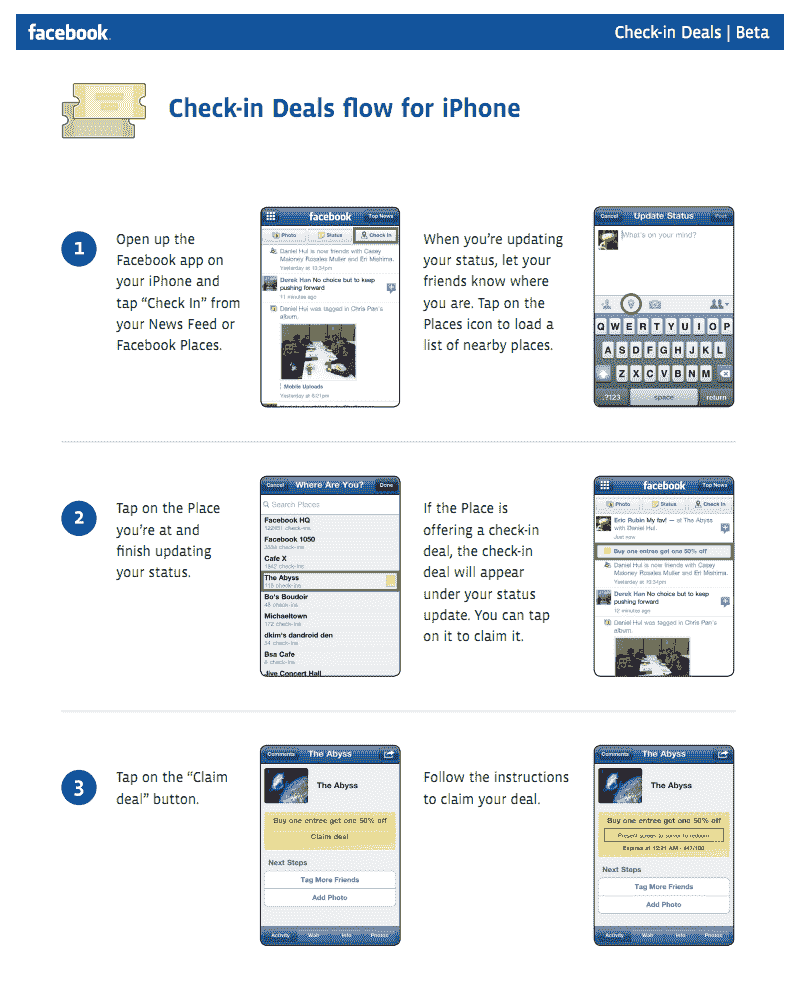 facebook
Check-in Deals | Beta
Check-in Deals flow for iPhone
1
Open up the
Facebook app on
your iPhone and
tap “Check In” from
your News Feed or
Facebook Places.
facebook
Top News
Photo
Status
Check In
Daniel Hui is now friends with Casey
Maloney Rosales Muller and Eri Meshima.
Yesterday at 10:34pm
Derek Han No choice but to keep
pushing forward
11 minutes ago
Daniel Hui was tagged in Chris Pan's
album.
Mobile Uploads
Yesterday at 8:21pm
When you’re updating
your status, let your
friends know where
you are. Tap on the
Places icon to load a
list of nearby places.
Cancel
Update Status
Post
What's on your mind?
Q W E R T Y U I O P
A S D F G H J K L
Z X C V B N M
.?123
space
return
2
Tap on the Place
you’re at and
finish updating
your status.
Cancel
Where Are You?
Done
Search Places
Facebook HQ
check-ins
Facebook 1050
check-ins
Cafe X
1842 check-ins
The Abyss
115 check-ins
Bo's Boudoir
check-ins
Michaeltown
172 check-ins
dkim's dandroid den
check-ins
Bsa Cafe
check-ins
Jive Concert Hall
If the Place is
offering a check-in
deal, the check-in
deal will appear
under your status
update. You can tap
on it to claim it.
facebook
Top News
Photo
Status
Check In
Eric Rubin My fav! — at The Abyss
with Daniel Hui.
Just now
Buy one entree get one 50% off
Daniel Hui is now friends with Casey
Maloney Rosales Muller and Eri Meshima.
Yesterday at 10:34pm
Derek Han No choice but to keep
pushing forward
12 minutes ago
Daniel Hui was tagged in Chris Pan's
album.
3
Tap on the “Claim
deal” button.
Comments
The Abyss
The Abyss
Buy one entree get one 50% off
Claim deal
Next Steps
Tag More Friends
Add Photo
Activity
Wall
Info
Photos
Follow the instructions
to claim your deal.
Comments
The Abyss
The Abyss
Buy one entree get one 50% off
Present screen to server to redeem
Expires at 12:21 AM - #47/100
Next Steps
Tag More Friends
Add Photo
Activity
Wall
Info
Photos